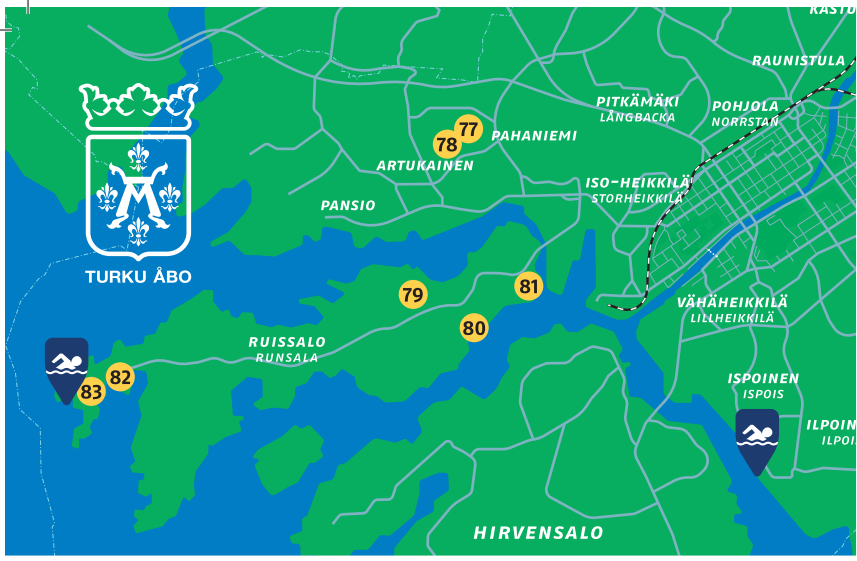 KASTU
RAUNISTULA
PITKÄMÄKI
LÅNGBACKA
POHJOLA
NORRSTAN
77
78
PAHANIEMI
ARTUKAINEN
ISO-HEIKKILÄ
STORHEIKKILÄ
PANSIO
TURKU ÅBO
79
81
80
VÄHÄHEIKKILÄ
LILLHEIKKILÄ
RUISSALO
RUNSALA
82
83
ISPOINEN
ISPOIS
ILPOIN
ILPOIS
HIRVENSALO